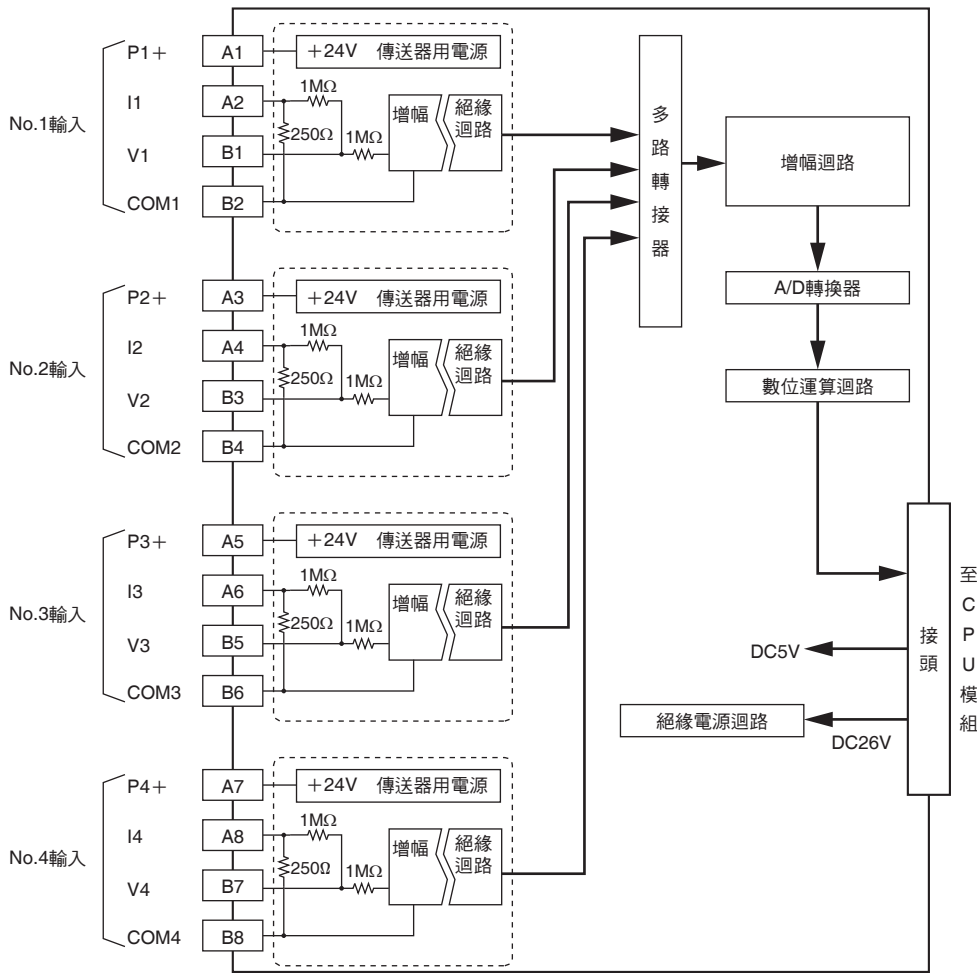 No.1輸入
P1+
A1
+24V 傳送器用電源
I1
A2
1MΩ
250Ω
V1
B1
1MΩ
增幅
絕緣
迴路
COM1
B2
No.2輸入
P2+
A3
+24V 傳送器用電源
I2
A4
1MΩ
250Ω
V2
B3
1MΩ
增幅
絕緣
迴路
COM2
B4
No.3輸入
P3+
A5
+24V 傳送器用電源
I3
A6
1MΩ
250Ω
V3
B5
1MΩ
增幅
絕緣
迴路
COM3
B6
No.4輸入
P4+
A7
+24V 傳送器用電源
I4
A8
1MΩ
250Ω
V4
B7
1MΩ
增幅
絕緣
迴路
COM4
B8
多路轉接器
增幅迴路
A/D轉換器
數位運算迴路
接頭
至CPU模組
DC5V
絕緣電源迴路
DC26V